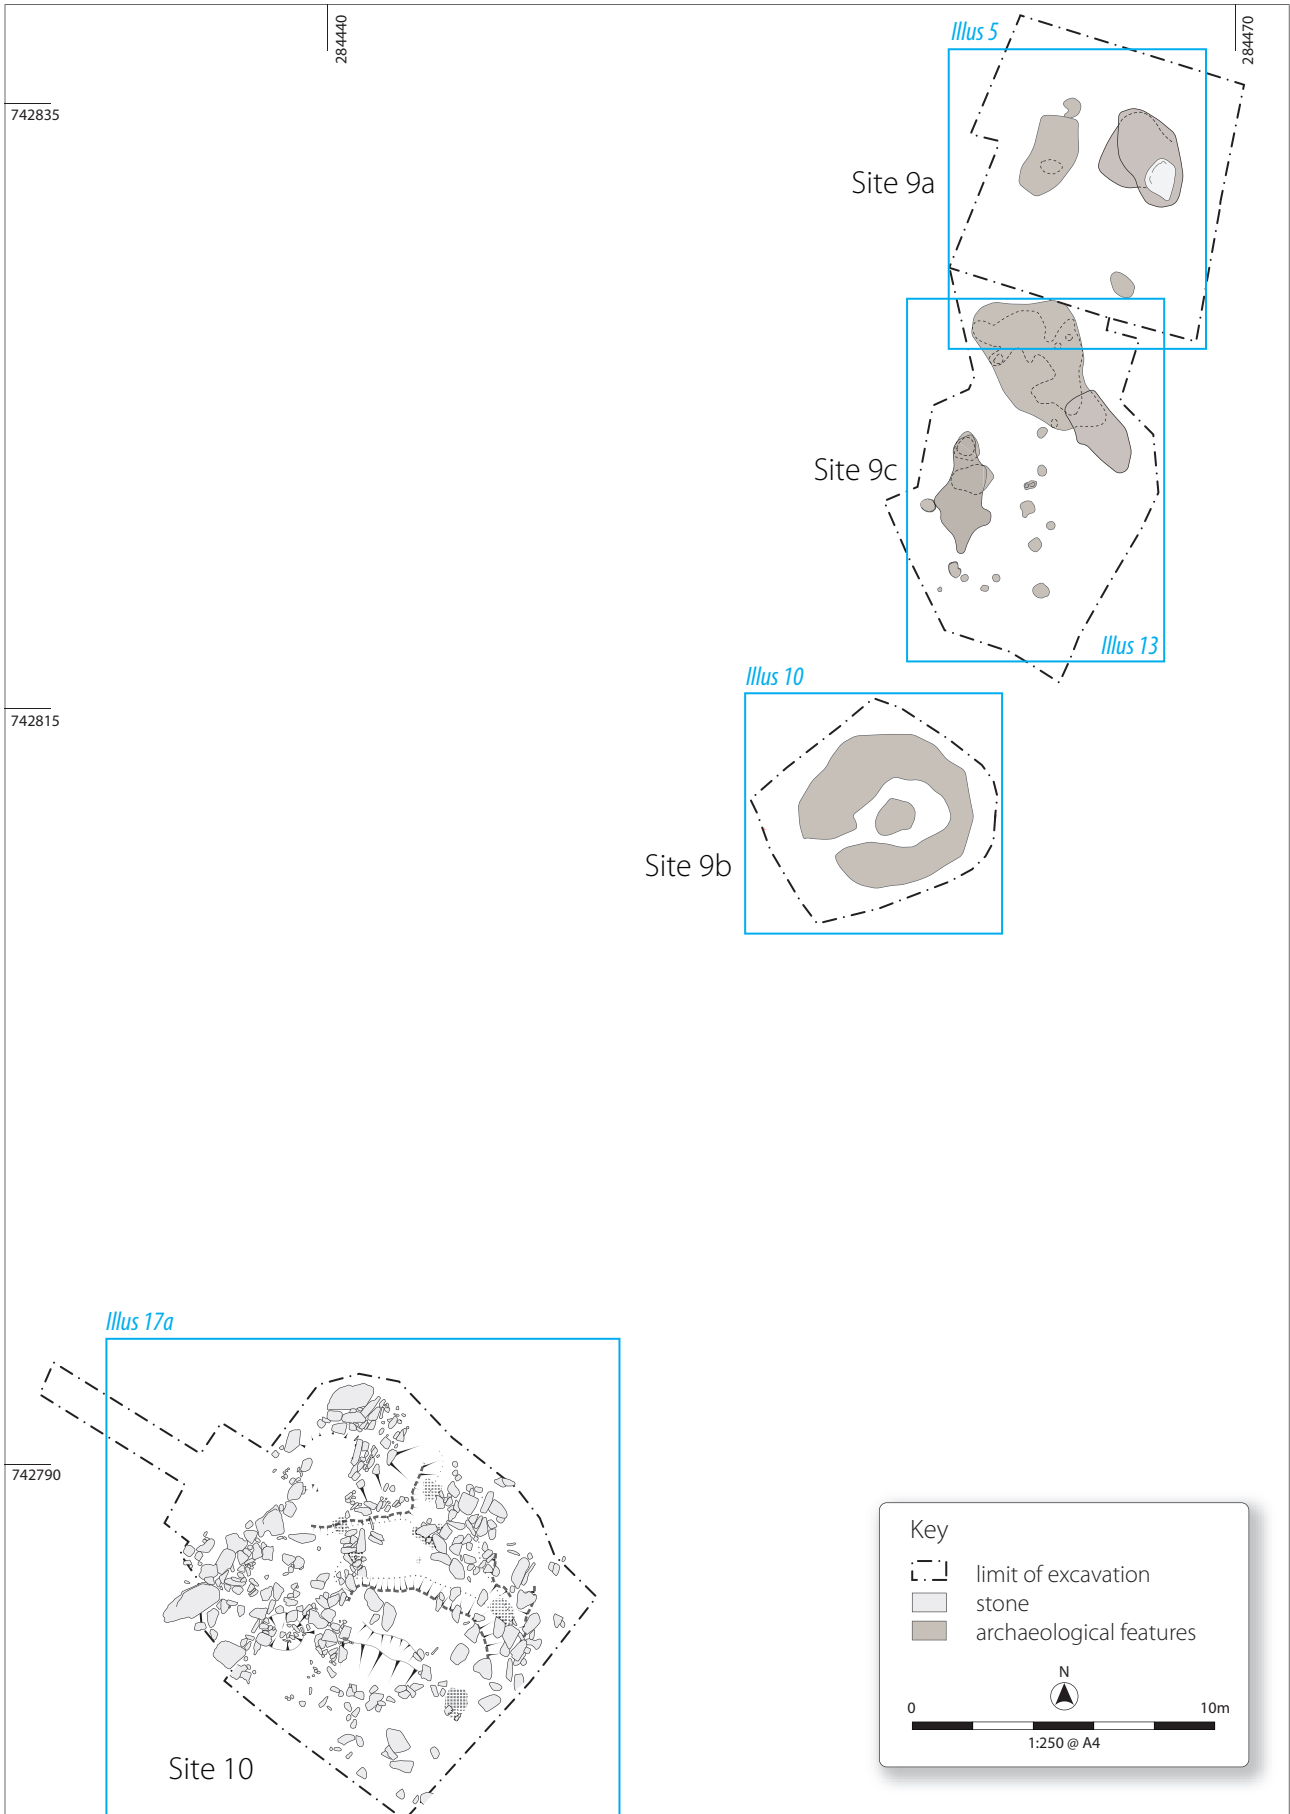 284440
284470
Illus 5
742835
Site 9a
Site 9c
Illus 13
Illus 10
742815
Site 9b
Illus 17a
742790
Site 10
Key
limit of excavation
stone
archaeological features
N
0 10m
1:250 @ A4